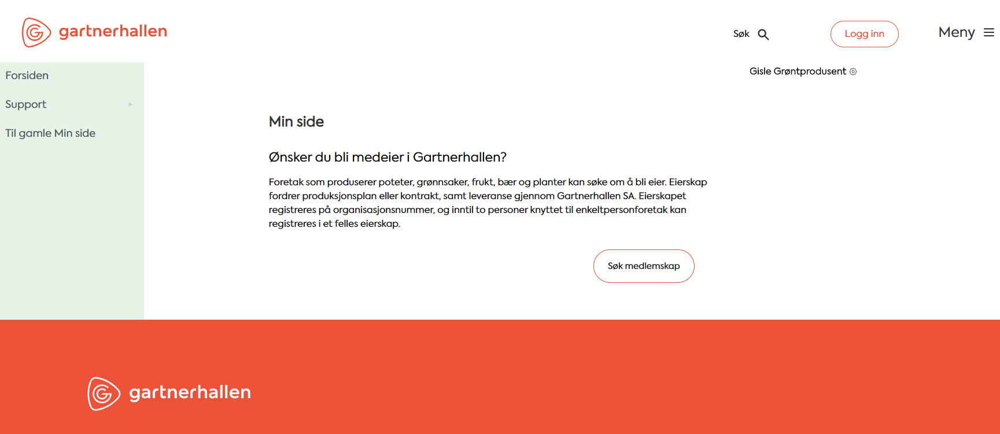 gartnerhallen
Søk
Logg inn
Meny
Forsiden
Support
Til gamle Min side
Gisle Grøntprodusent
Min side
Ønsker du bli medeier i Gartnerhallen?
Foretak som produserer poteter, grønnsaker, frukt, bær og planter kan søke om å bli eier. Eierskap
fordrer produksjonsplan eller kontrakt, samt leveranse gjennom Gartnerhallen SA. Eierskapet
registreres på organisasjonsnummer, og inntil to personer knyttet til enkeltpersonforetak kan
registreres i et felles eierskap.
Søk medlemskap
gartnerhallen